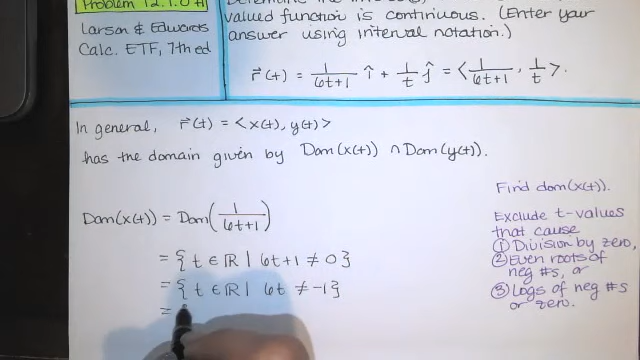 Problem 12.1.
Larson & Edwards
Calc. ETF, 7th ed
valued function is continuous. (Enter your
answer using interval notation.)
r⃗(t) = 1/(6t+1) î + 1/t ĵ = <1/(6t+1), 1/t>.
In general, r⃗(t) = <x(t), y(t)>
has the domain given by Dom(x(t)) ∩ Dom(y(t)).
Find dom(x(t)).
Dom(x(t)) = Dom(1/(6t+1))
= {t ∈ ℝ | 6t+1 ≠ 0}
= {t ∈ ℝ | 6t ≠ -1}
=
Exclude t-values
that cause
① Division by zero,
② Even roots of
neg #s, or
③ Logs of neg #s
or zero.